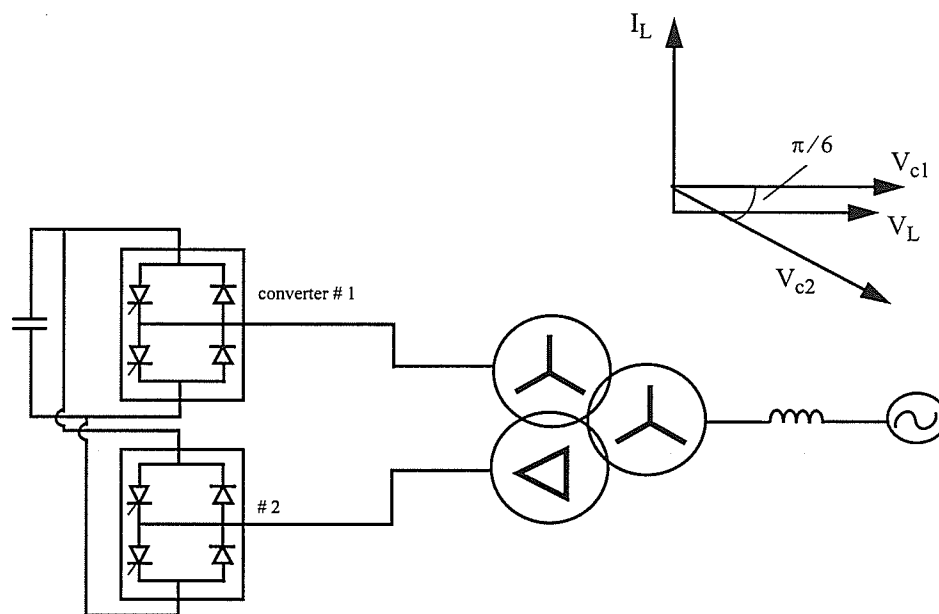 I_L
π/6
V_c1
V_L
V_c2
converter # 1
# 2